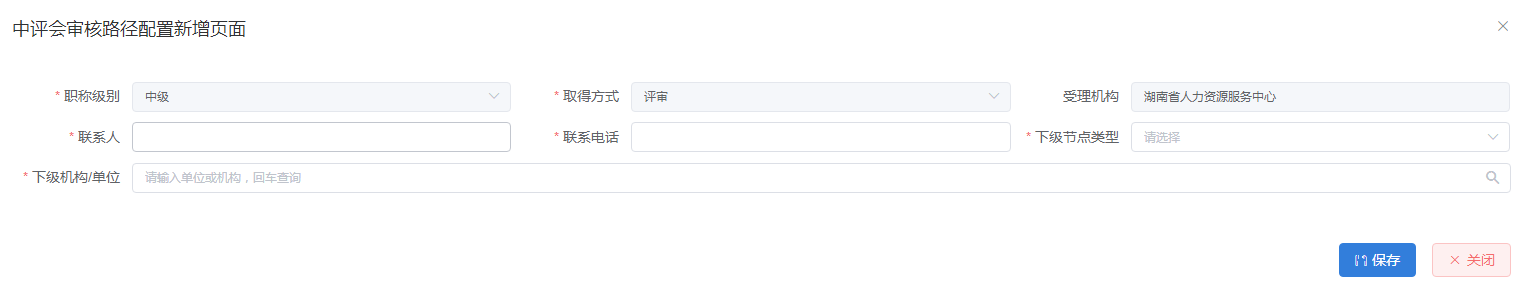 中评会审核路径配置新增页面
* 职称级别 中级 * 取得方式 评审 受理机构 湖南省人力资源服务中心
* 联系人 * 联系电话 * 下级节点类型 请选择
* 下级机构/单位 请输入单位或机构，回车查询
保存 关闭